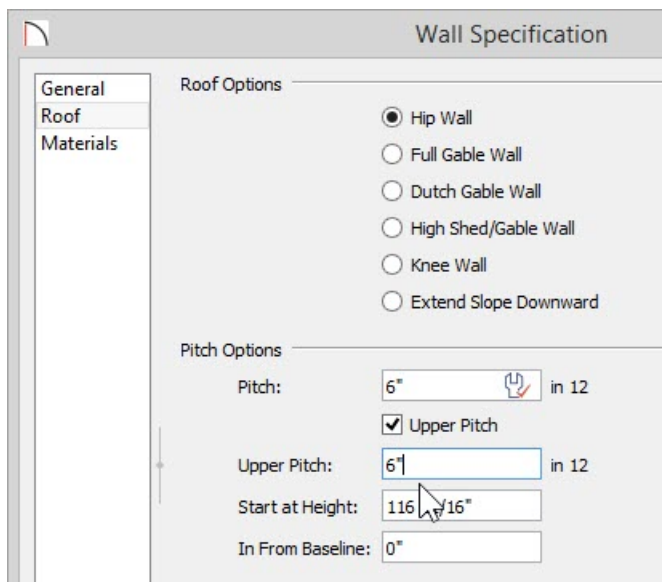 Wall Specification
General
Roof
Materials
Roof Options
Hip Wall
Full Gable Wall
Dutch Gable Wall
High Shed/Gable Wall
Knee Wall
Extend Slope Downward
Pitch Options
Pitch: 6" in 12
Upper Pitch
Upper Pitch: 6" in 12
Start at Height: 116 /16"
In From Baseline: 0"